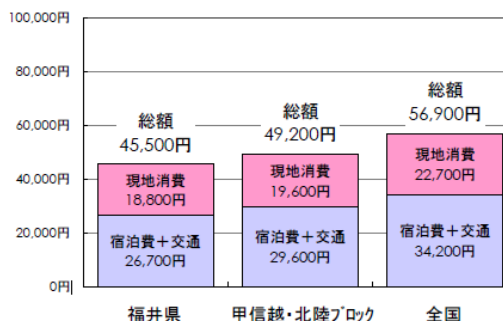 100,000円
80,000円
60,000円
40,000円
20,000円
0円
総額
45,500円
現地消費
18,800円
宿泊費＋交通
26,700円
総額
49,200円
現地消費
19,600円
宿泊費＋交通
29,600円
総額
56,900円
現地消費
22,700円
宿泊費＋交通
34,200円
福井県
甲信越・北陸ﾌﾞﾛｯｸ
全国